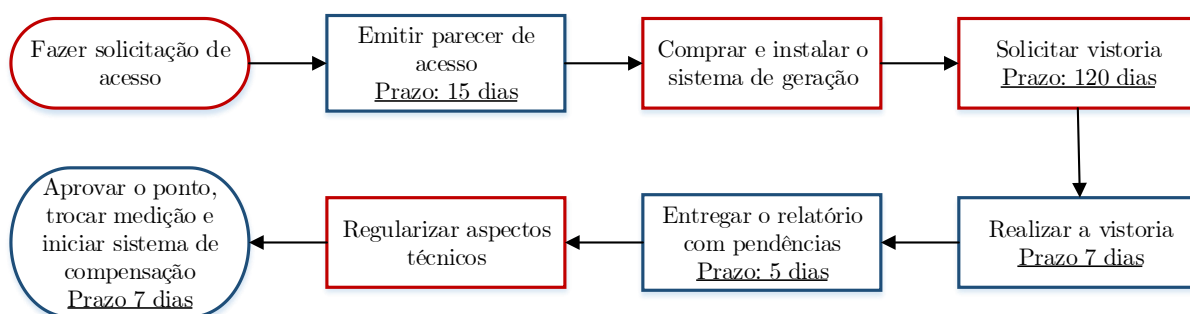 Fazer solicitação de
acesso
Emitir parecer de
acesso
Prazo: 15 dias
Comprar e instalar o
sistema de geração
Solicitar vistoria
Prazo: 120 dias
Realizar a vistoria
Prazo 7 dias
Entregar o relatório
com pendências
Prazo: 5 dias
Regularizar aspectos
técnicos
Aprovar o ponto,
trocar medição e
iniciar sistema de
compensação
Prazo 7 dias